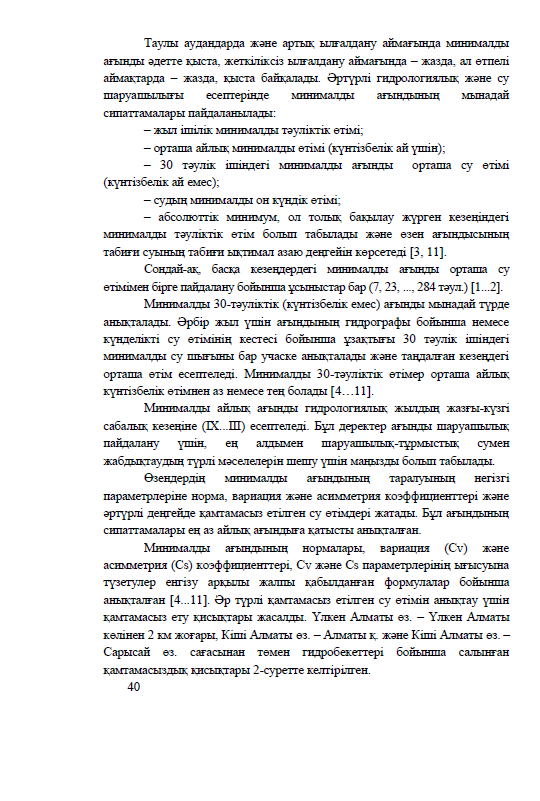 Таулы аудандарда және артық ылғалдану аймағында минималды
ағынды әдетте қыста, жеткіліксіз ылғалдану аймағында – жазда, ал өтпелі
аймақтарда – жазда, қыста байқалады. Әртүрлі гидрологиялық және су
шаруашылығы есептерінде минималды ағындының мынадай
сипаттамалары пайдаланылады:
– жыл ішілік минималды тәуліктік өтімі;
– орташа айлық минималды өтімі (күнтізбелік ай үшін);
– 30 тәулік ішіндегі минималды ағынды орташа су өтімі
(күнтізбелік ай емес);
– судың минималды он күндік өтімі;
– абсолюттік минимум, ол толық бақылау жүрген кезеңіндегі
минималды тәуліктік өтім болып табылады және өзен ағындысының
табиғи суының табиғи ықтимал азаю деңгейін көрсетеді [3, 11].
Сондай-ақ, басқа кезеңдердегі минималды ағынды орташа су
өтімімен бірге пайдалану бойынша ұсыныстар бар (7, 23, ..., 284 тәул.) [1...2].
Минималды 30-тәуліктік (күнтізбелік емес) ағынды мынадай түрде
анықталады. Әрбір жыл үшін ағындының гидрографы бойынша немесе
күнделікті су өтімінің кестесі бойынша ұзақтығы 30 тәулік ішіндегі
минималды су шығыны бар учаске анықталады және таңдалған кезеңдегі
орташа өтім есептеледі. Минималды 30-тәуліктік өтімер орташа айлық
күнтізбелік өтімнен аз немесе тең болады [4…11].
Минималды айлық ағынды гидрологиялық жылдың жазғы-күзгі
сабалық кезеңіне (IX...III) есептеледі. Бұл деректер ағынды шаруашылық
пайдалану үшін, ең алдымен шаруашылық-тұрмыстық сумен
жабдықтаудың түрлі мәселелерін шешу үшін маңызды болып табылады.
Өзендердің минималды ағындының таралуының негізгі
параметрлеріне норма, вариация және асимметрия коэффициенттері және
әртүрлі деңгейде қамтамасыз етілген су өтімдері жатады. Бұл ағындының
сипаттамалары ең аз айлық ағындыға қатысты анықталған.
Минималды ағындының нормалары, вариация (Cv) және
асимметрия (Cs) коэффициенттері, Cv және Cs параметрлерінің ығысуына
түзетулер енгізу арқылы жалпы қабылданған формулалар бойынша
анықталған [4...11]. Әр түрлі қамтамасыз етілген су өтімін анықтау үшін
қамтамасыз ету қисықтары жасалды. Үлкен Алматы өз. – Үлкен Алматы
көлінен 2 км жоғары, Кіші Алматы өз. – Алматы қ. және Кіші Алматы өз. –
Сарысай өз. сағасынан төмен гидробекеттері бойынша салынған
қамтамасыздық қисықтары 2-суретте келтірілген.
40